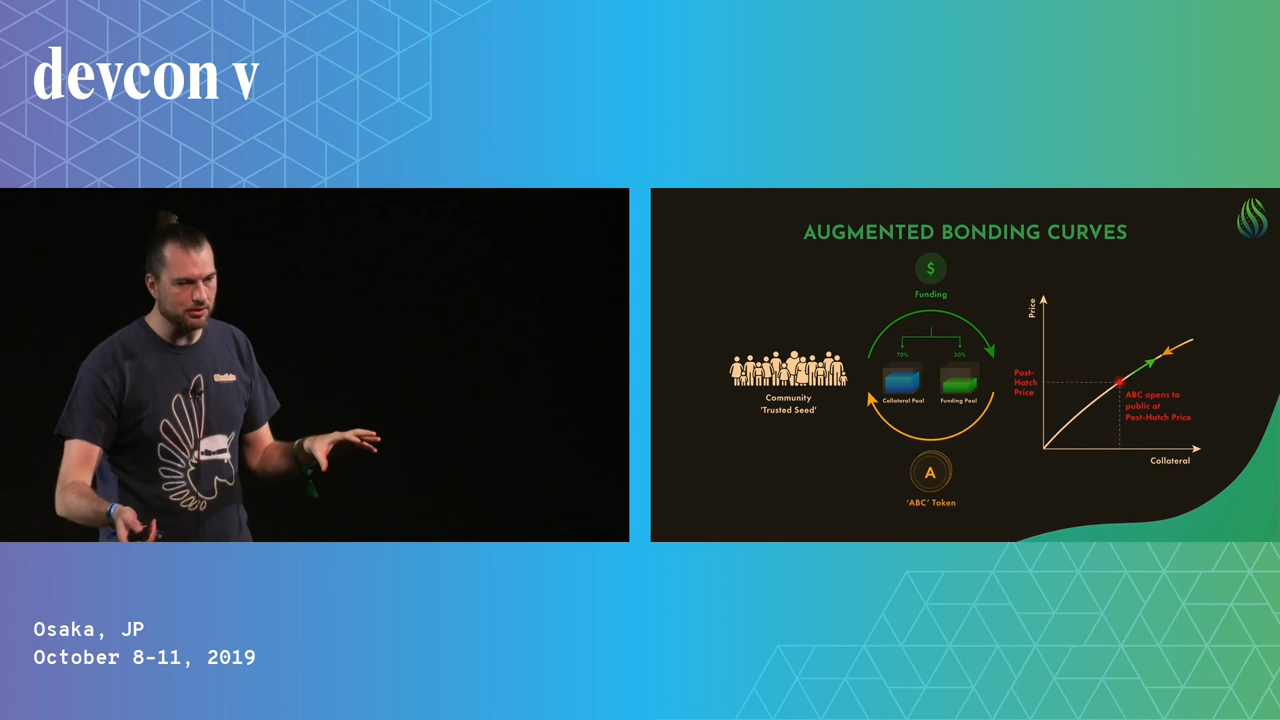 devcon v
AUGMENTED BONDING CURVES
$
Funding
70%
30%
Collateral Pool
Funding Pool
Community
'Trusted Seed'
A
‘ABC’ Token
Price
Post-
Hatch
Price
ABC opens to
public at
Post-Hatch Price
Collateral
Osaka, JP
October 8-11, 2019